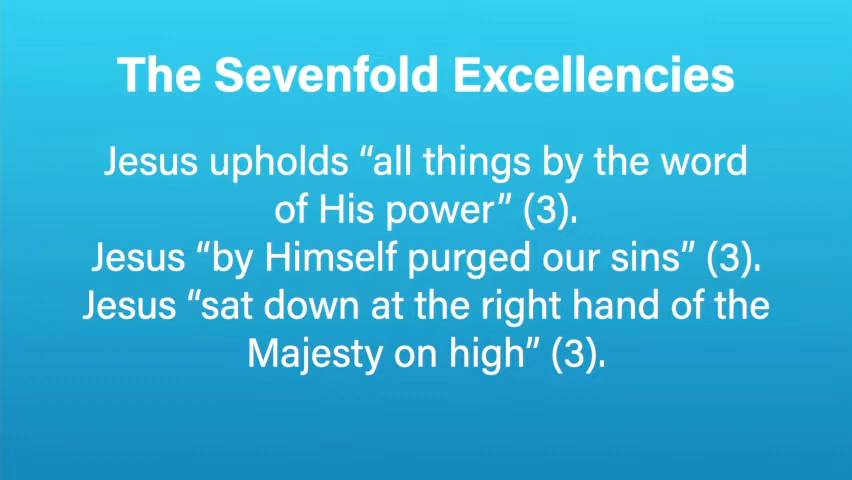 The Sevenfold Excellencies
Jesus upholds “all things by the word
of His power” (3).
Jesus “by Himself purged our sins” (3).
Jesus “sat down at the right hand of the
Majesty on high” (3).